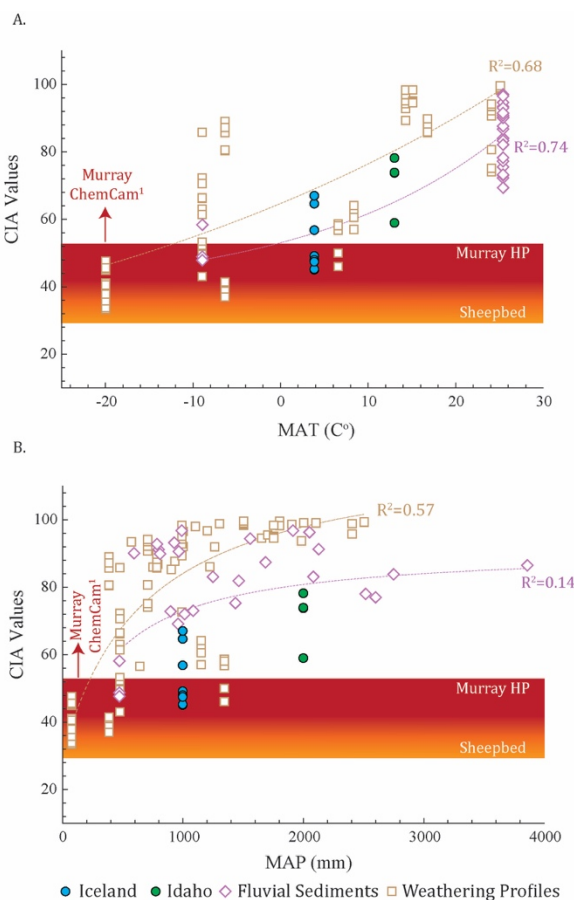 A.
100
80
60
40
20
CIA Values
R²=0.68
R²=0.74
Murray
ChemCam¹
Murray HP
Sheepbed
-20
-10
0
10
20
30
MAT (Cᵒ)
B.
100
80
60
40
20
CIA Values
R²=0.57
R²=0.14
Murray
ChemCam¹
Murray HP
Sheepbed
0
1000
2000
3000
4000
MAP (mm)
Iceland Idaho Fluvial Sediments Weathering Profiles